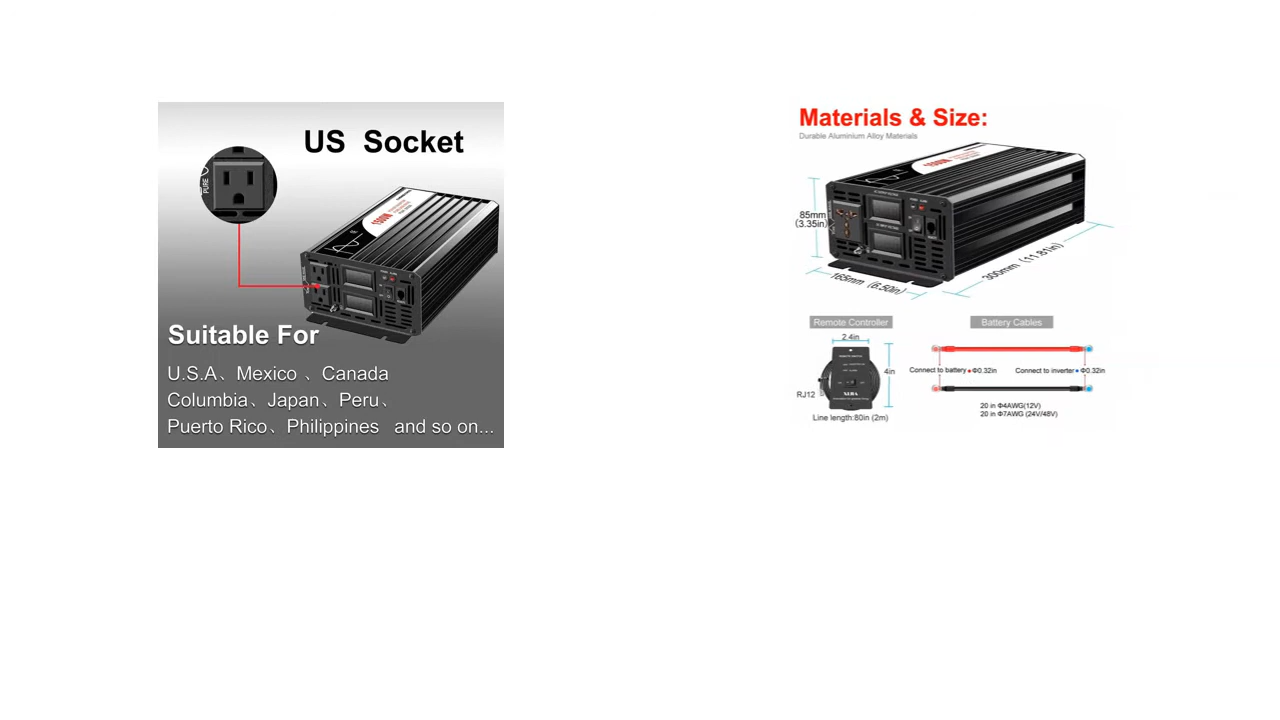 US Socket
PURE
1500W
Suitable For
U.S.A、Mexico 、Canada
Columbia、Japan、Peru、
Puerto Rico、Philippines and so on...
Materials & Size:
Durable Aluminium Alloy Materials
1500W
85mm
(3.35in)
165mm (6.50in)
300mm (11.81in)
Remote Controller
Battery Cables
2.4in
4in
RJ12
Line length:80in (2m)
Connect to battery Φ0.32in
Connect to inverter Φ0.32in
20 in Φ4AWG(12V)
20 in Φ7AWG (24V/48V)